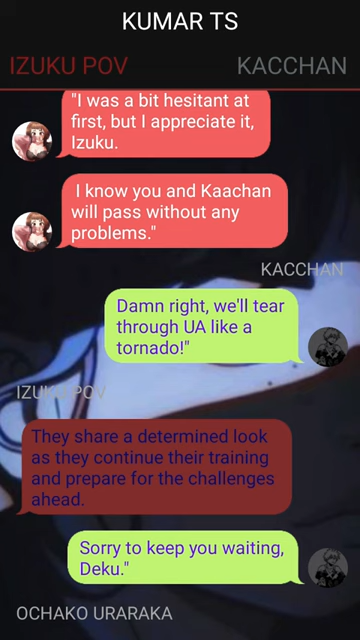 KUMAR TS
IZUKU POV
KACCHAN
"I was a bit hesitant at
first, but I appreciate it,
Izuku.
I know you and Kaachan
will pass without any
problems."
KACCHAN
Damn right, we'll tear
through UA like a
tornado!"
IZUKU POV
They share a determined look
as they continue their training
and prepare for the challenges
ahead.
Sorry to keep you waiting,
Deku."
OCHAKO URARAKA